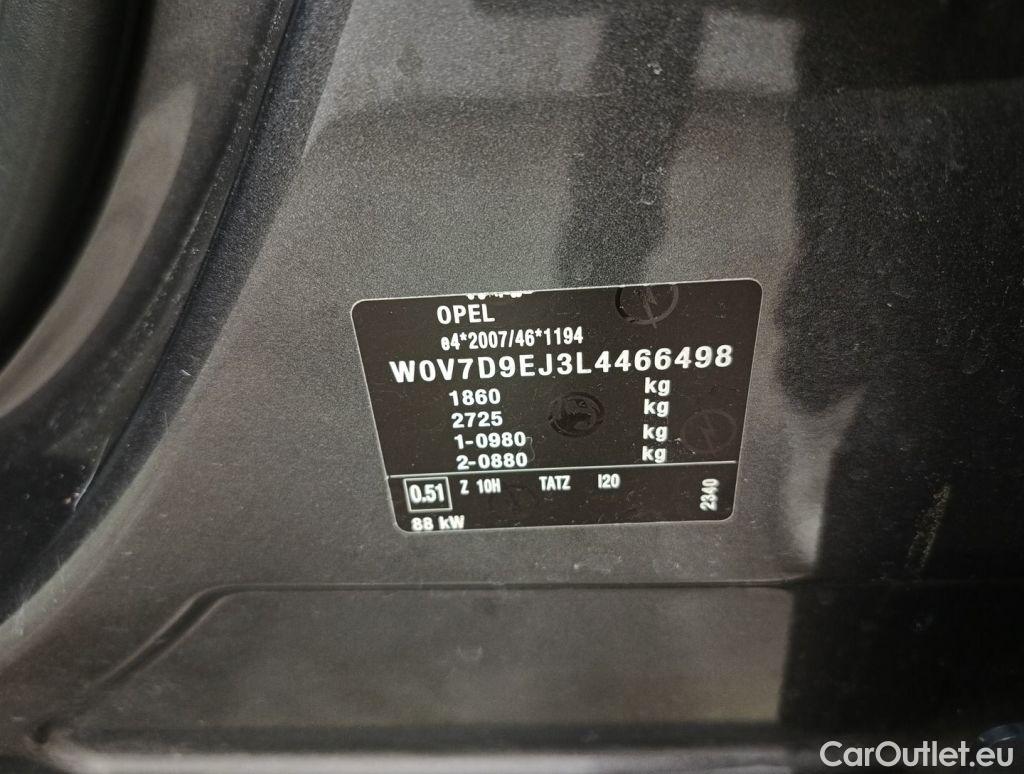 OPEL
e4*2007/46*1194
W0V7D9EJ3L4466498
1860 kg
2725 kg
1-0980 kg
2-0880 kg
0.51 Z 10H TATZ I20 2340
88 kW
CarOutlet.eu